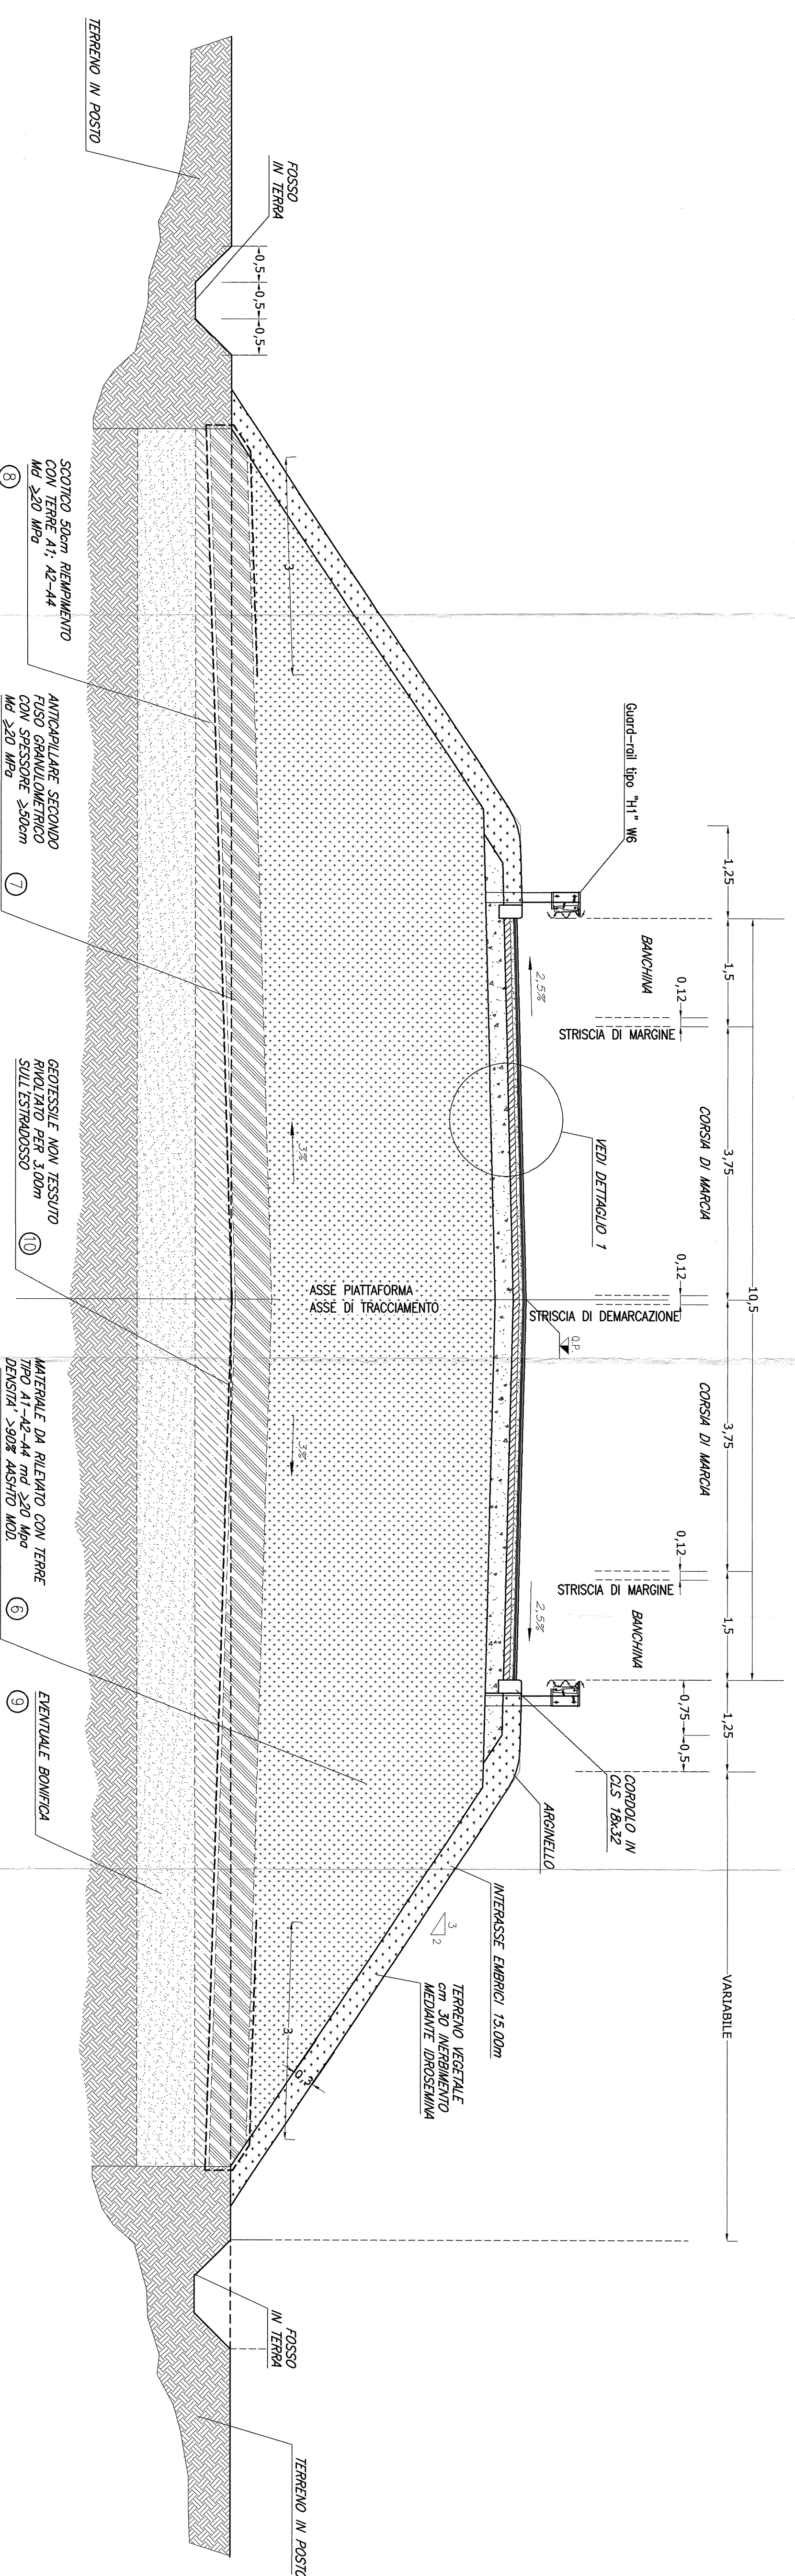 10,5
1,25
1,5
3,75
3,75
1,5
1,25
VARIABILE
0,75
0,5
CORSIA DI MARCIA
CORSIA DI MARCIA
BANCHINA
BANCHINA
0,12
0,12
0,12
STRISCIA DI MARGINE
STRISCIA DI DEMARCAZIONE
STRISCIA DI MARGINE
Guard-rail tipo "H1" W6
VEDI DETTAGLIO 1
Q.P.
CORDOLO IN
CLS 18x32
ARGINELLO
2,5%
2,5%
INTERASSE EMBRICI 15.00m
3
2
TERRENO VEGETALE
cm 30 INERBIMENTO
MEDIANTE IDROSEMINA
ASSE PIATTAFORMA
ASSE DI TRACCIAMENTO
3%
3%
3
3
0,3
FOSSO
IN TERRA
0,5
0,5
0,5
FOSSO
IN TERRA
TERRENO IN POSTO
TERRENO IN POSTO
SCOTICO 50cm RIEMPIMENTO
CON TERRE A1; A2-A4
Md ≥20 MPa
8
ANTICAPILLARE SECONDO
FUSO GRANULOMETRICO
CON SPESSORE ≥50cm
Md ≥20 MPa
7
GEOTESSILE NON TESSUTO
RIVOLTATO PER 3.00m
SULL'ESTRADOSSO
10
MATERIALE DA RILEVATO CON TERRE
TIPO A1-A2-A4 md ≥20 Mpa
DENSITA' >90% AASHTO MOD.
6
EVENTUALE BONIFICA
9